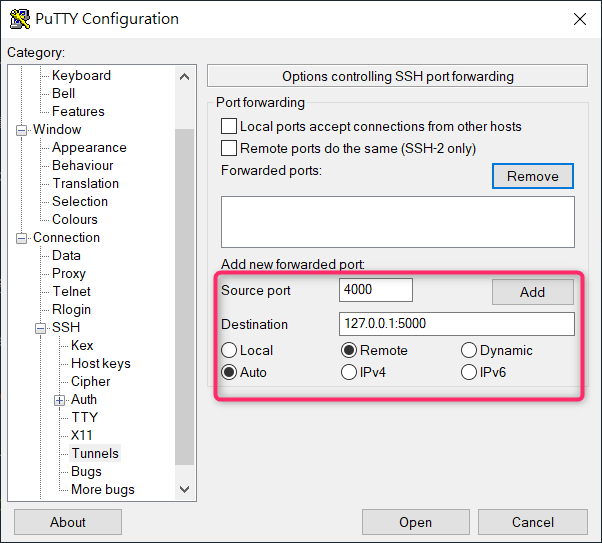 PuTTY Configuration
Category:
Keyboard
Bell
Features
Window
Appearance
Behaviour
Translation
Selection
Colours
Connection
Data
Proxy
Telnet
Rlogin
SSH
Kex
Host keys
Cipher
Auth
TTY
X11
Tunnels
Bugs
More bugs
Options controlling SSH port forwarding
Port forwarding
Local ports accept connections from other hosts
Remote ports do the same (SSH-2 only)
Forwarded ports: Remove
Add new forwarded port:
Source port 4000 Add
Destination 127.0.0.1:5000
Local Remote Dynamic
Auto IPv4 IPv6
About Open Cancel